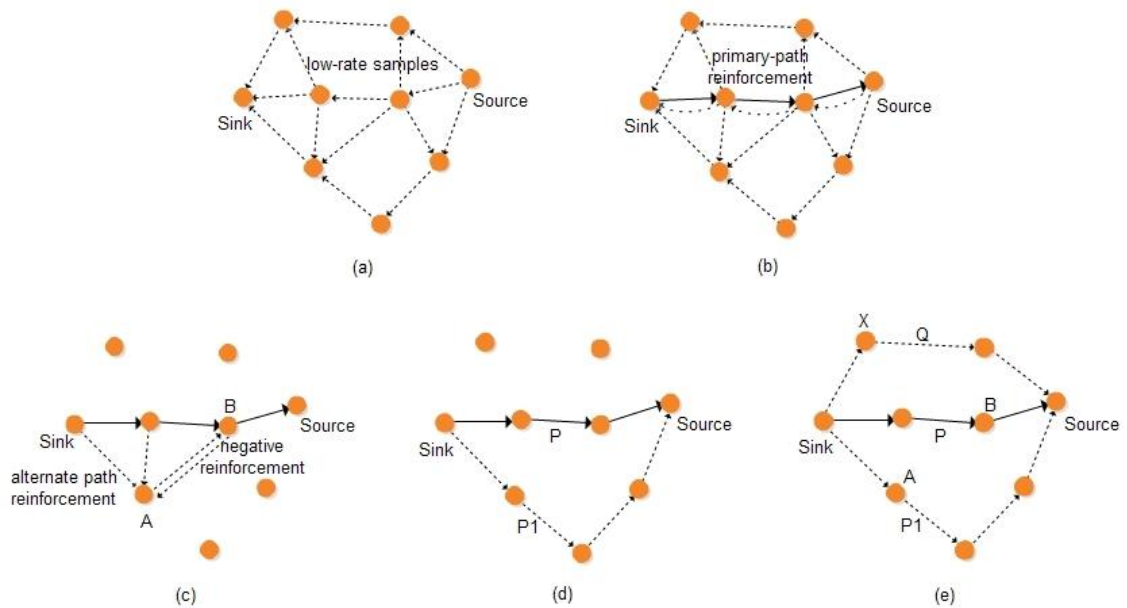 low-rate samples
Sink
Source
(a)
primary-path
reinforcement
Sink
Source
(b)
B
Sink
Source
negative
reinforcement
alternate path
reinforcement
A
(c)
Sink
P
Source
P1
(d)
X
Q
B
Sink
P
Source
A
P1
(e)